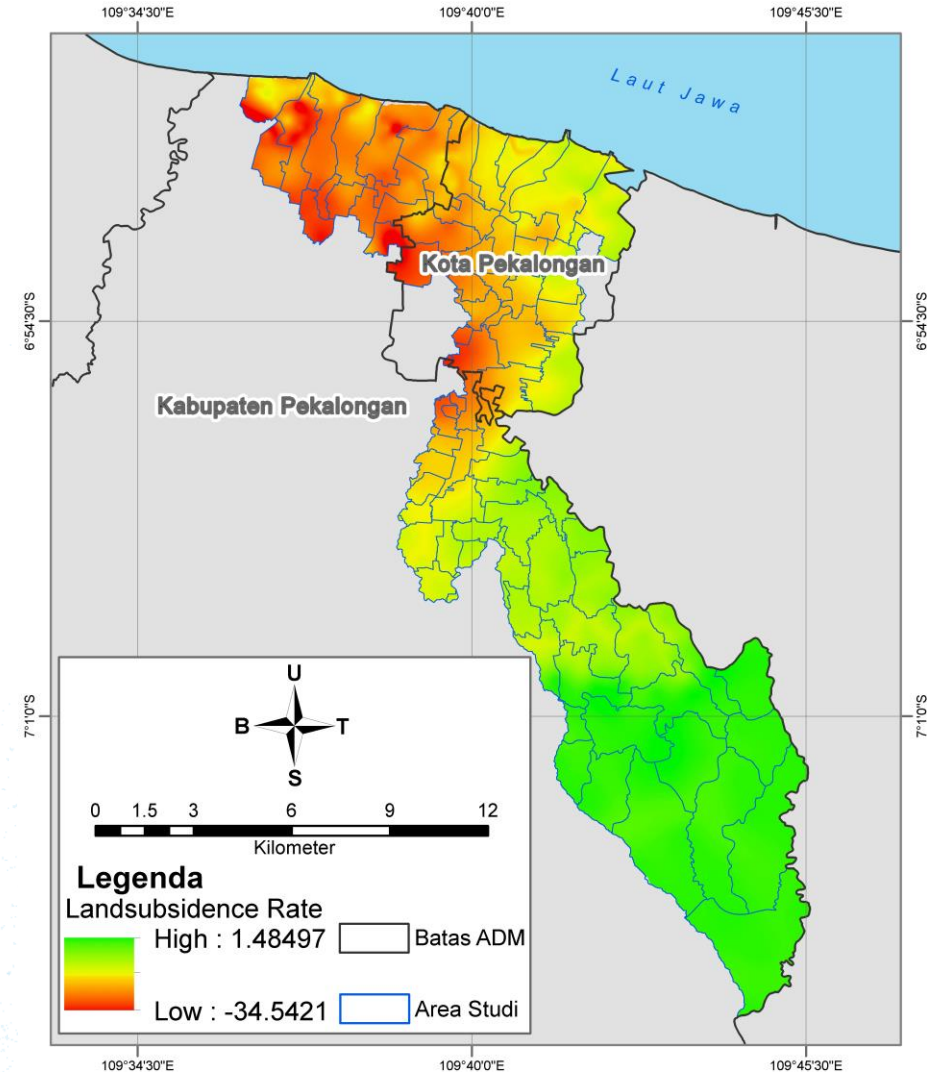 109°34'30"E 109°40'0"E 109°45'30"E
Laut Jawa
Kota Pekalongan
6°54'30"S 6°54'30"S
Kabupaten Pekalongan
7°1'0"S 7°1'0"S
U
B T
S
0 1.5 3 6 9 12
Kilometer
Legenda
Landsubsidence Rate
High : 1.48497 Batas ADM
Low : -34.5421 Area Studi
109°34'30"E 109°40'0"E 109°45'30"E